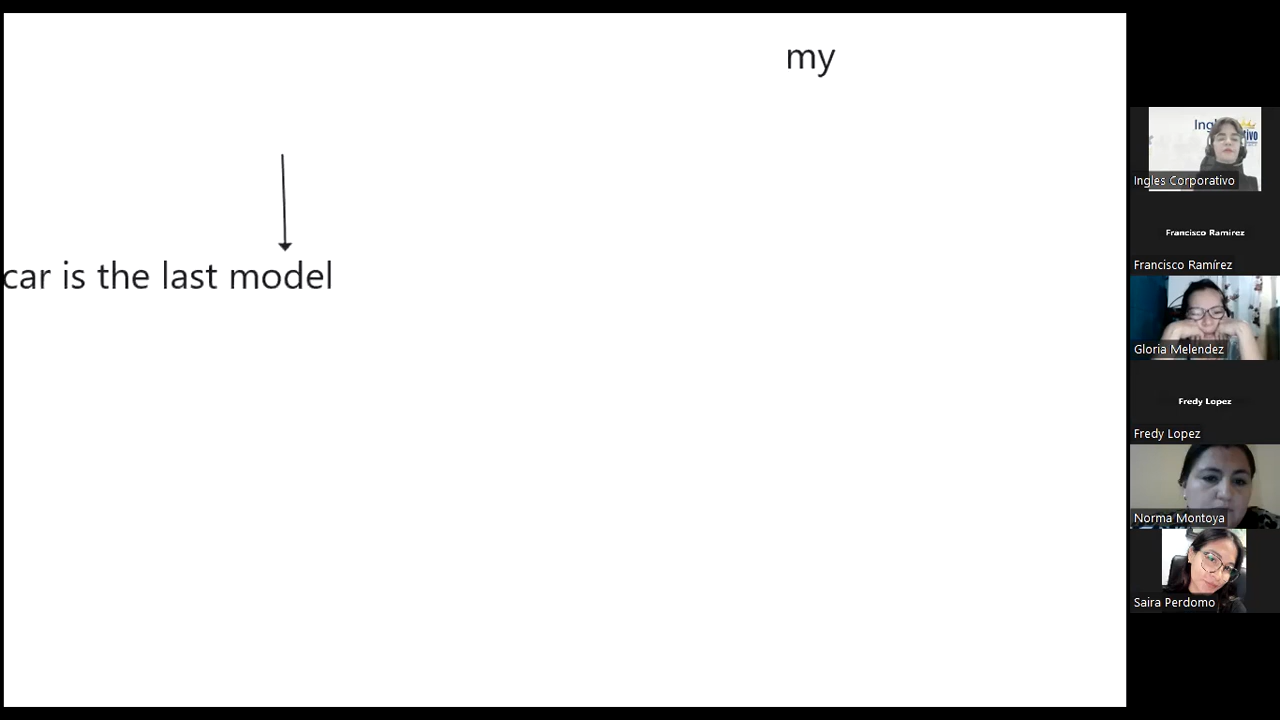 my
car is the last model
Ingles Corporativo
Francisco Ramirez
Francisco Ramírez
Gloria Melendez
Fredy Lopez
Fredy Lopez
Norma Montoya
Saira Perdomo